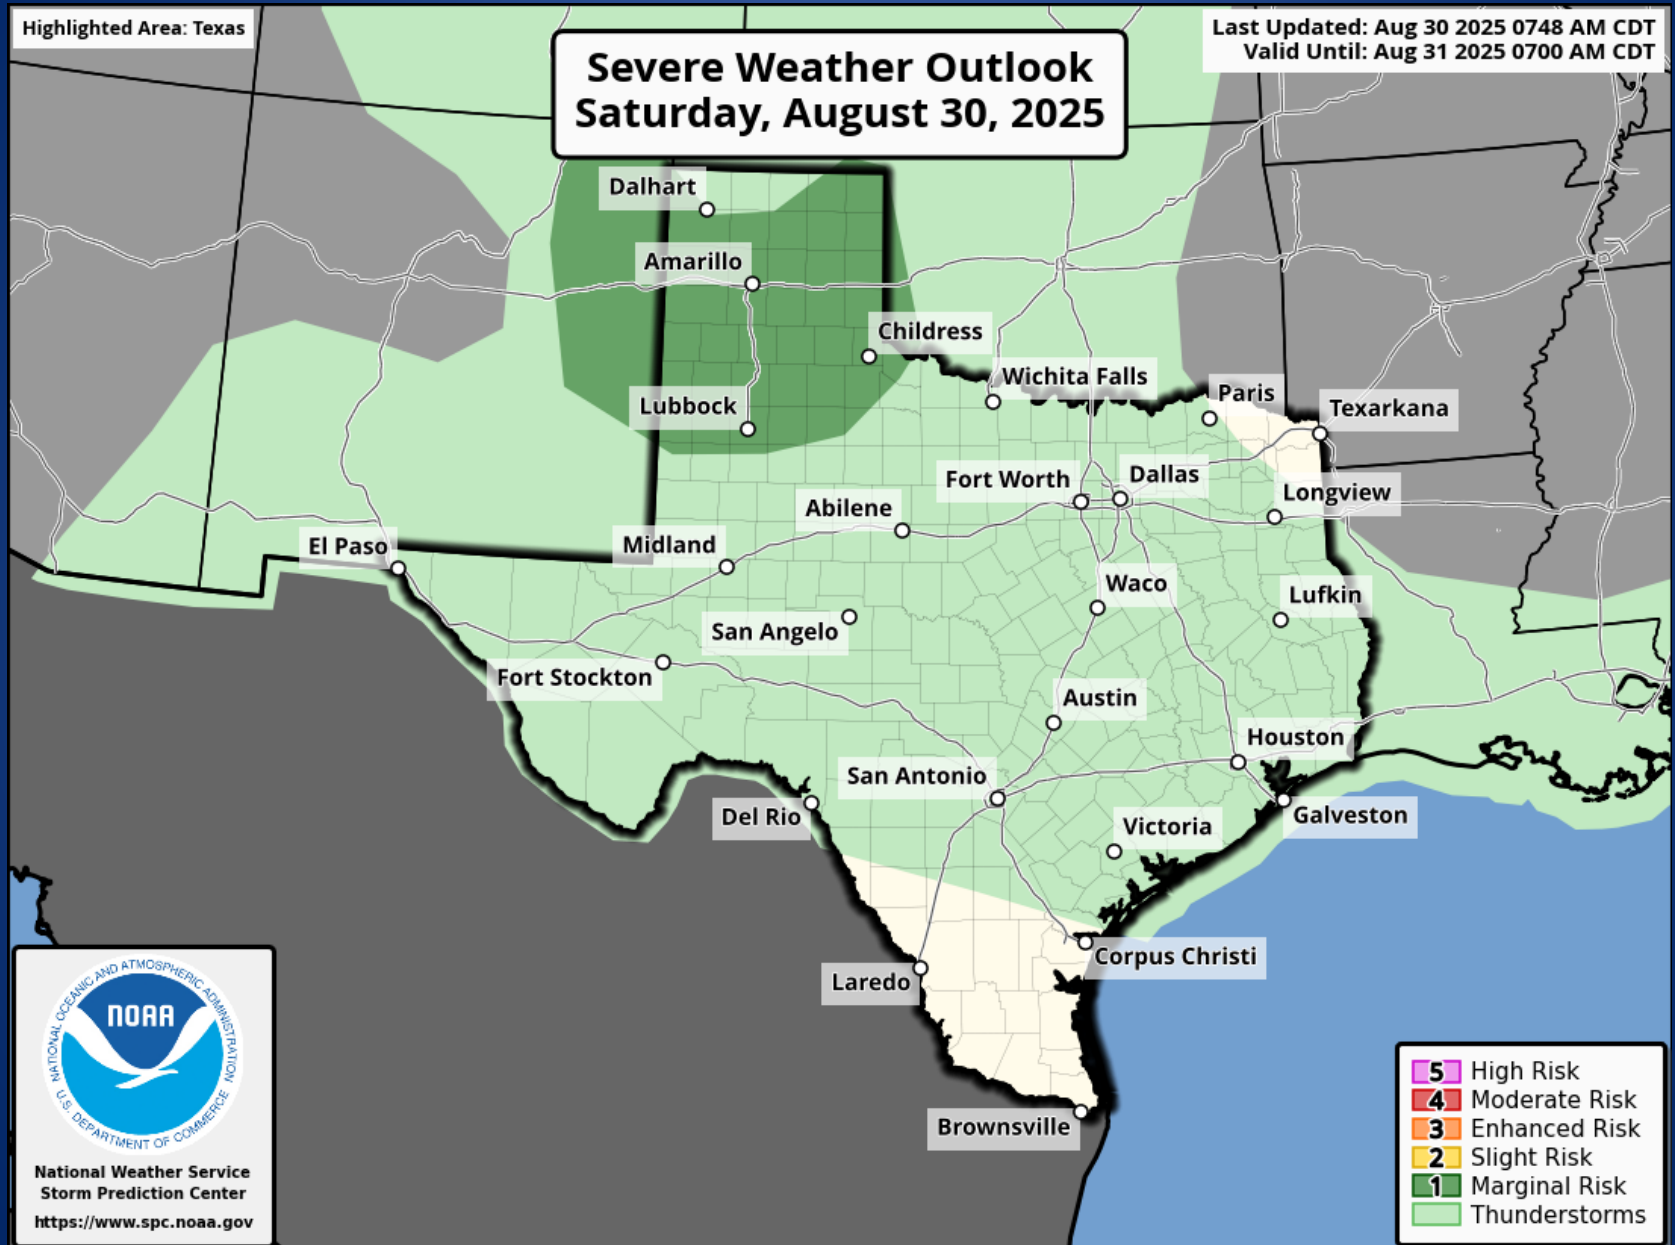 Highlighted Area: Texas
Last Updated: Aug 30 2025 0748 AM CDT
Valid Until: Aug 31 2025 0700 AM CDT
Severe Weather Outlook
Saturday, August 30, 2025
Dalhart
Amarillo
Childress
Wichita Falls
Paris
Lubbock
Texarkana
Fort Worth
Dallas
Longview
Abilene
El Paso
Midland
Waco
Lufkin
San Angelo
Fort Stockton
Austin
Houston
San Antonio
Del Rio
Galveston
Victoria
Corpus Christi
Laredo
Brownsville
NATIONAL OCEANIC AND ATMOSPHERIC ADMINISTRATION
NOAA
U.S. DEPARTMENT OF COMMERCE
National Weather Service
Storm Prediction Center
https://www.spc.noaa.gov
5 High Risk
4 Moderate Risk
3 Enhanced Risk
2 Slight Risk
1 Marginal Risk
Thunderstorms